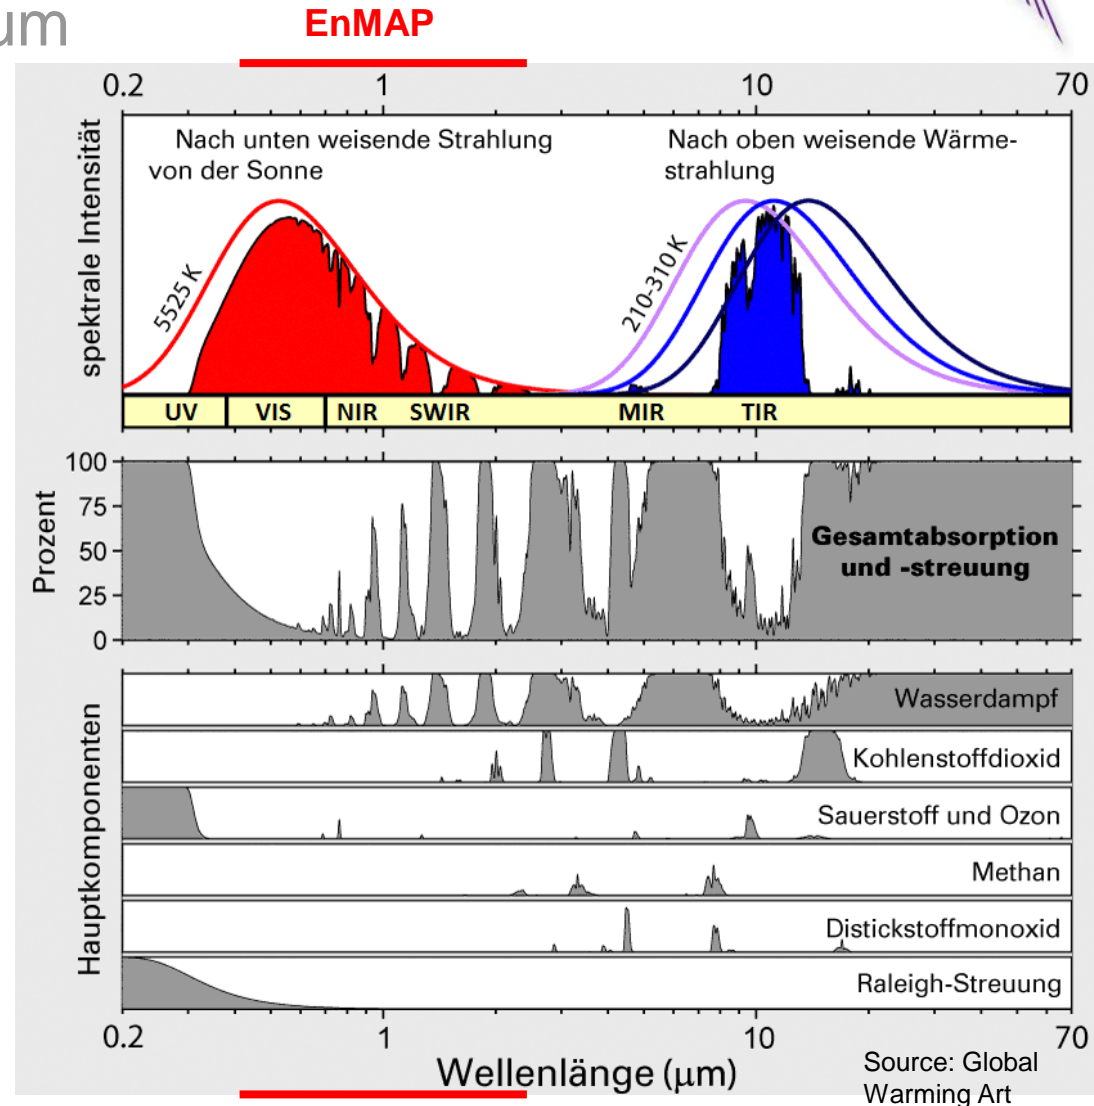 um
EnMAP
0.2 1 10 70
spektrale Intensität
Nach unten weisende Strahlung
von der Sonne
Nach oben weisende Wärme-
strahlung
5525 K
210-310 K
UV VIS NIR SWIR MIR TIR
Prozent
100
75
50
25
0
Gesamtabsorption
und -streuung
Hauptkomponenten
Wasserdampf
Kohlenstoffdioxid
Sauerstoff und Ozon
Methan
Distickstoffmonoxid
Raleigh-Streuung
0.2 1 10 70
Wellenlänge (μm)
Source: Global
Warming Art